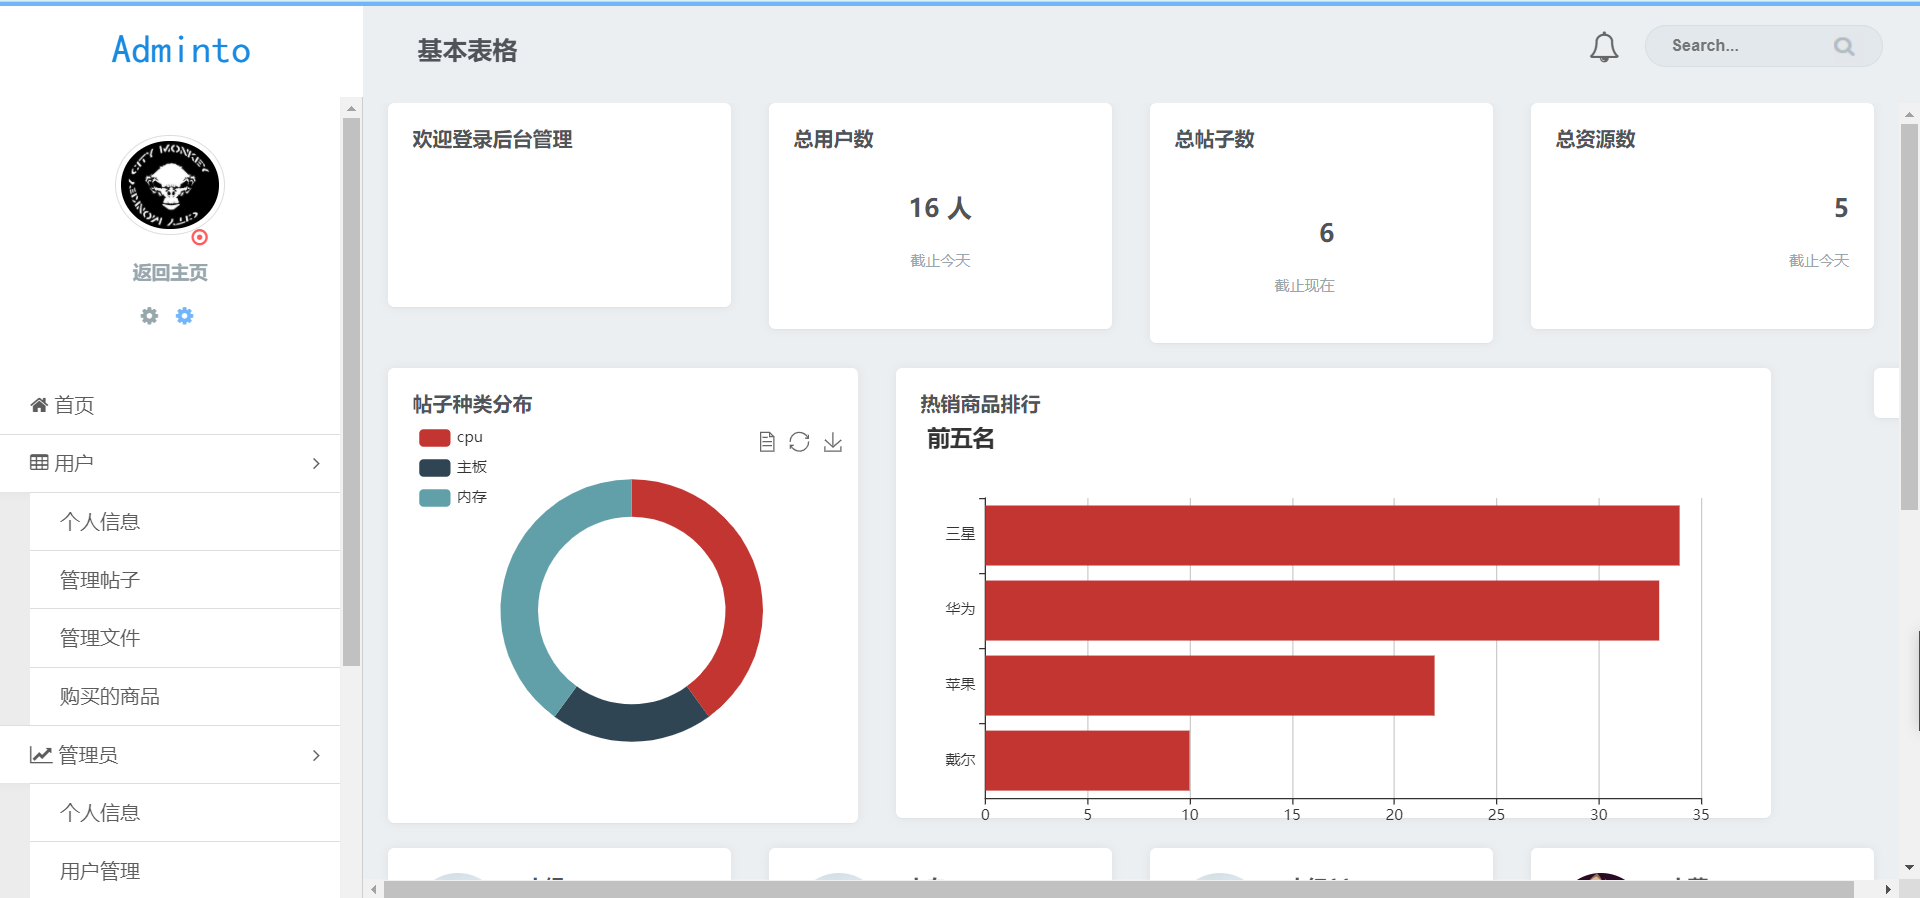 Adminto
基本表格
Search...
CITY MONKEY
CITY MONKEY
返回主页
首页
用户
个人信息
管理帖子
管理文件
购买的商品
管理员
个人信息
用户管理
欢迎登录后台管理
总用户数
16 人
截止今天
总帖子数
6
截止现在
总资源数
5
截止今天
帖子种类分布
cpu
主板
内存
热销商品排行
前五名
三星
华为
苹果
戴尔
0 5 10 15 20 25 30 35